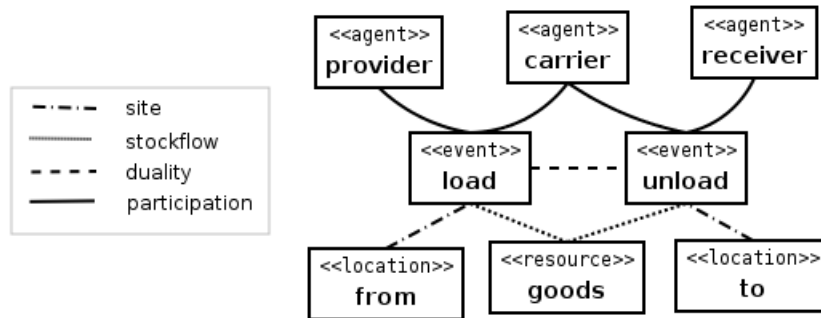 site
stockflow
duality
participation
<<agent>>
provider
<<agent>>
carrier
<<agent>>
receiver
<<event>>
load
<<event>>
unload
<<location>>
from
<<resource>>
goods
<<location>>
to